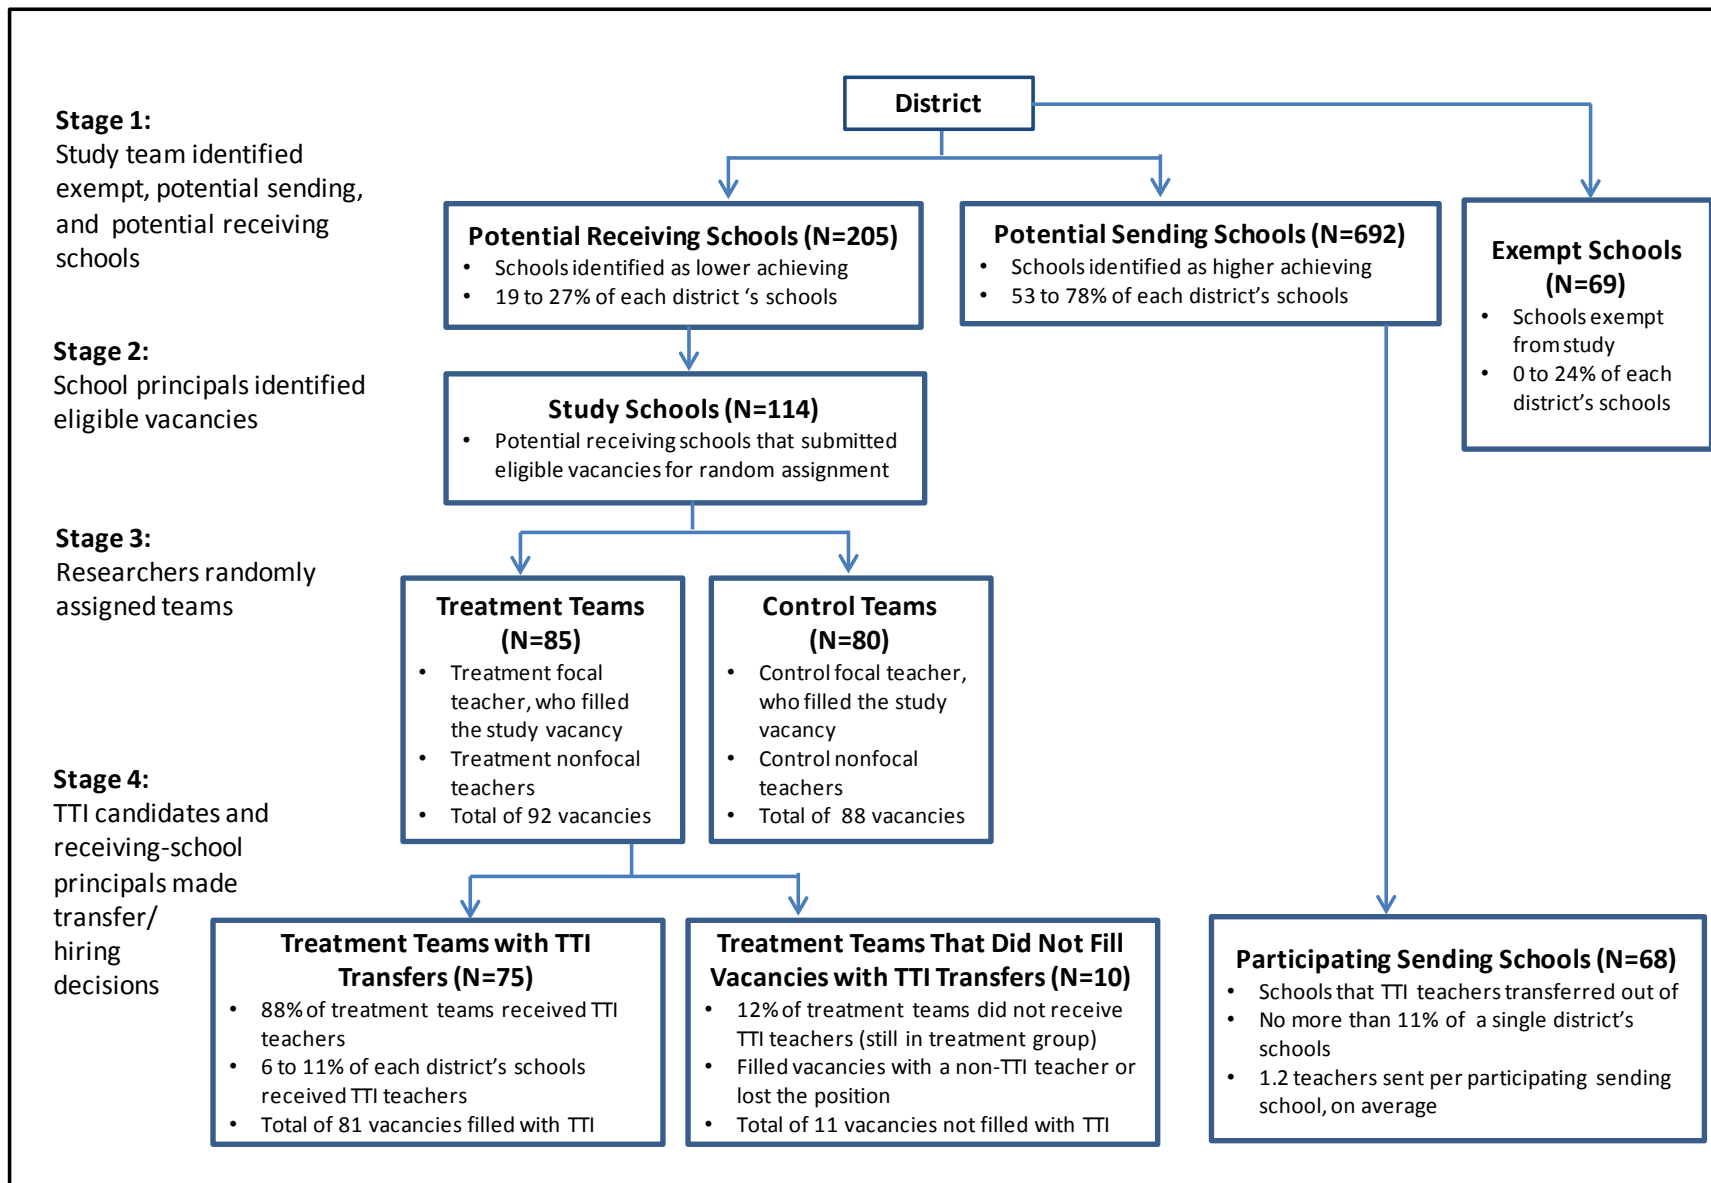 District
Stage 1:
Study team identified
exempt, potential sending,
and potential receiving
schools
Potential Receiving Schools (N=205)
• Schools identified as lower achieving
• 19 to 27% of each district ‘s schools
Potential Sending Schools (N=692)
• Schools identified as higher achieving
• 53 to 78% of each district’s schools
Exempt Schools
(N=69)
• Schools exempt
from study
• 0 to 24% of each
district’s schools
Stage 2:
School principals identified
eligible vacancies
Study Schools (N=114)
• Potential receiving schools that submitted
eligible vacancies for random assignment
Stage 3:
Researchers randomly
assigned teams
Treatment Teams
(N=85)
• Treatment focal
teacher, who filled
the study vacancy
• Treatment nonfocal
teachers
• Total of 92 vacancies
Control Teams
(N=80)
• Control focal teacher,
who filled the study
vacancy
• Control nonfocal
teachers
• Total of 88 vacancies
Stage 4:
TTI candidates and
receiving-school
principals made
transfer/
hiring
decisions
Treatment Teams with TTI
Transfers (N=75)
• 88% of treatment teams received TTI
teachers
• 6 to 11% of each district’s schools
received TTI teachers
• Total of 81 vacancies filled with TTI
Treatment Teams That Did Not Fill
Vacancies with TTI Transfers (N=10)
• 12% of treatment teams did not receive
TTI teachers (still in treatment group)
• Filled vacancies with a non-TTI teacher or
lost the position
• Total of 11 vacancies not filled with TTI
Participating Sending Schools (N=68)
• Schools that TTI teachers transferred out of
• No more than 11% of a single district’s
schools
• 1.2 teachers sent per participating sending
school, on average